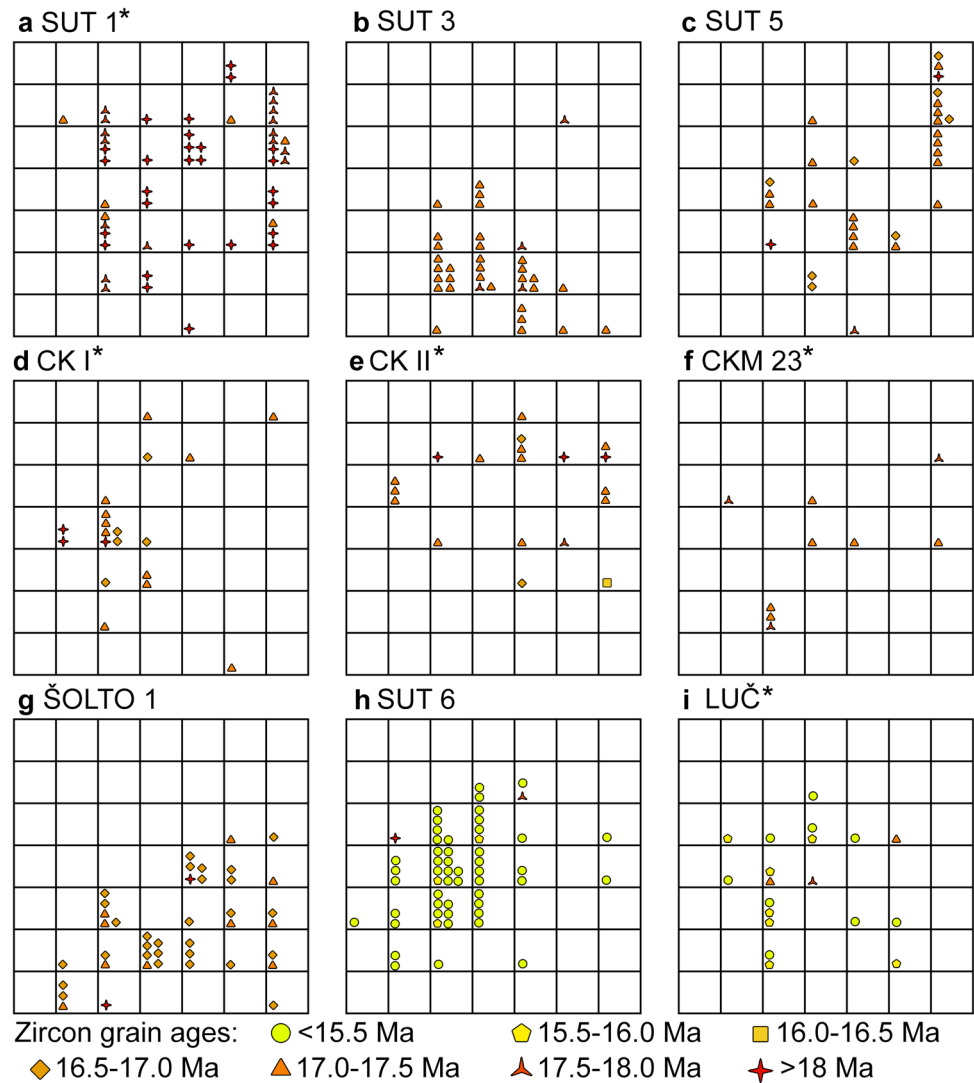 a SUT 1*
b SUT 3
c SUT 5
d CK I*
e CK II*
f CKM 23*
g ŠOLTO 1
h SUT 6
i LUČ*
Zircon grain ages: <15.5 Ma 15.5-16.0 Ma 16.0-16.5 Ma
16.5-17.0 Ma 17.0-17.5 Ma 17.5-18.0 Ma >18 Ma